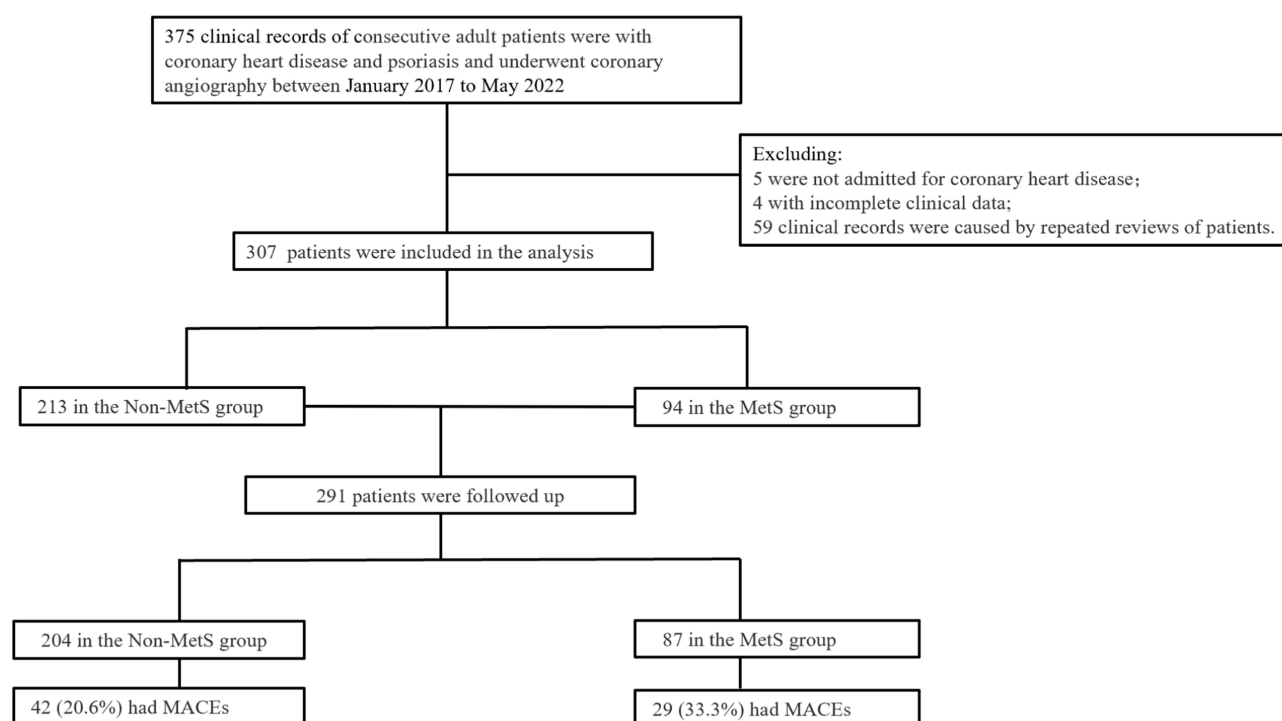 375 clinical records of consecutive adult patients were with
coronary heart disease and psoriasis and underwent coronary
angiography between January 2017 to May 2022
Excluding:
5 were not admitted for coronary heart disease;
4 with incomplete clinical data;
59 clinical records were caused by repeated reviews of patients.
307 patients were included in the analysis
213 in the Non-MetS group
94 in the MetS group
291 patients were followed up
204 in the Non-MetS group
87 in the MetS group
42 (20.6%) had MACEs
29 (33.3%) had MACEs